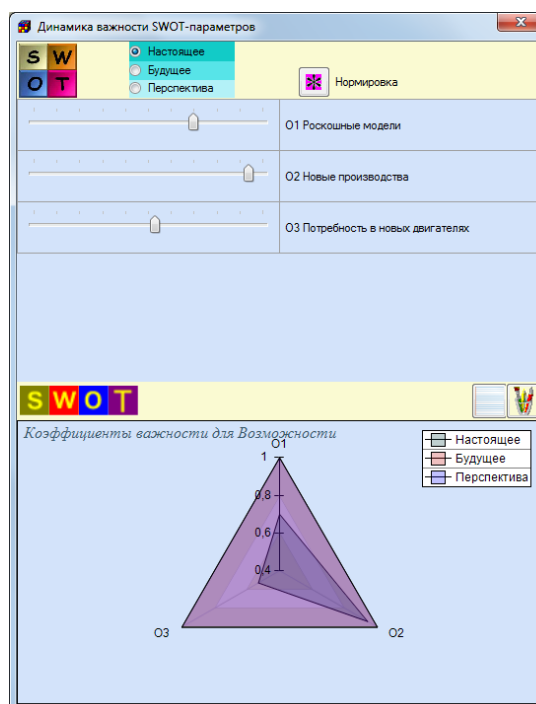 Динамика важности SWOT-параметров
S W
O T
Настоящее
Будущее
Перспектива
Нормировка
O1 Роскошные модели
O2 Новые производства
O3 Потребность в новых двигателях
S W O T
Коэффициенты важности для Возможности
O1
1
0,8
0,6
0,4
O3
O2
Настоящее
Будущее
Перспектива